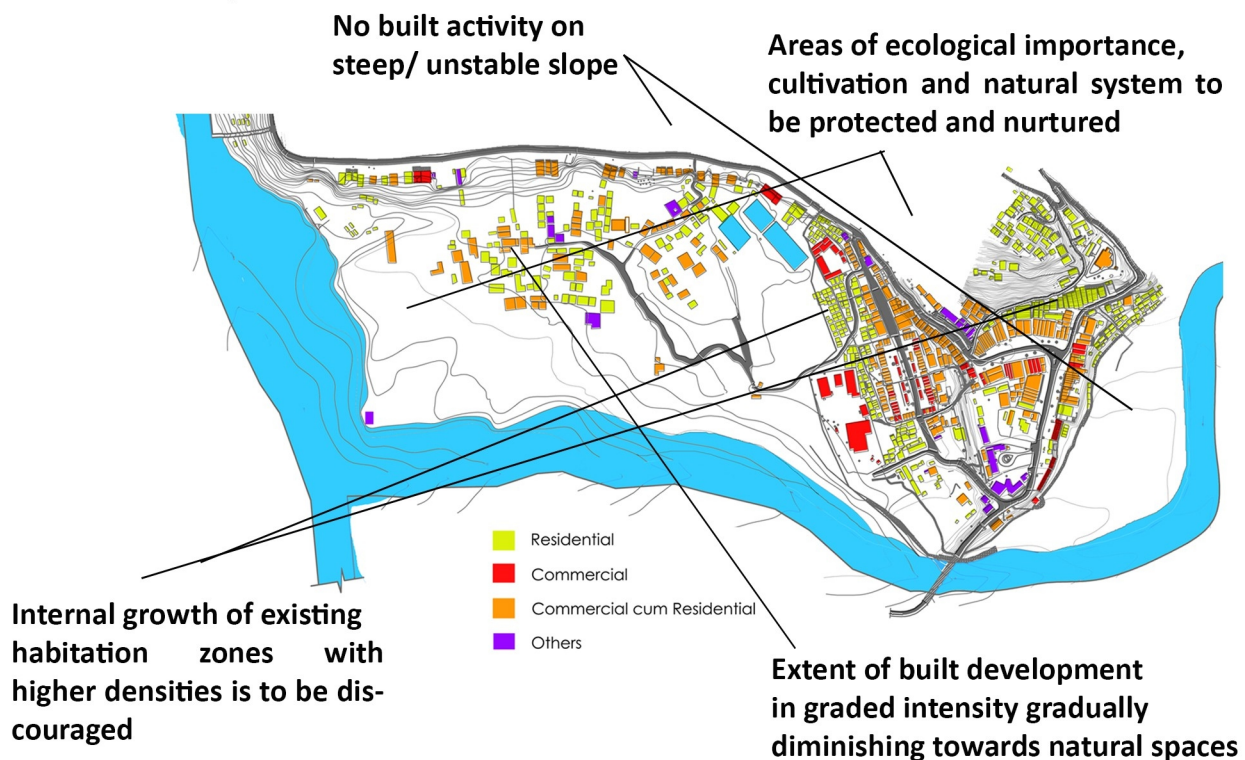 No built activity on
steep/ unstable slope
Areas of ecological importance,
cultivation and natural system to
be protected and nurtured
Residential
Commercial
Commercial cum Residential
Others
Internal growth of existing
habitation zones with
higher densities is to be dis-
couraged
Extent of built development
in graded intensity gradually
diminishing towards natural spaces